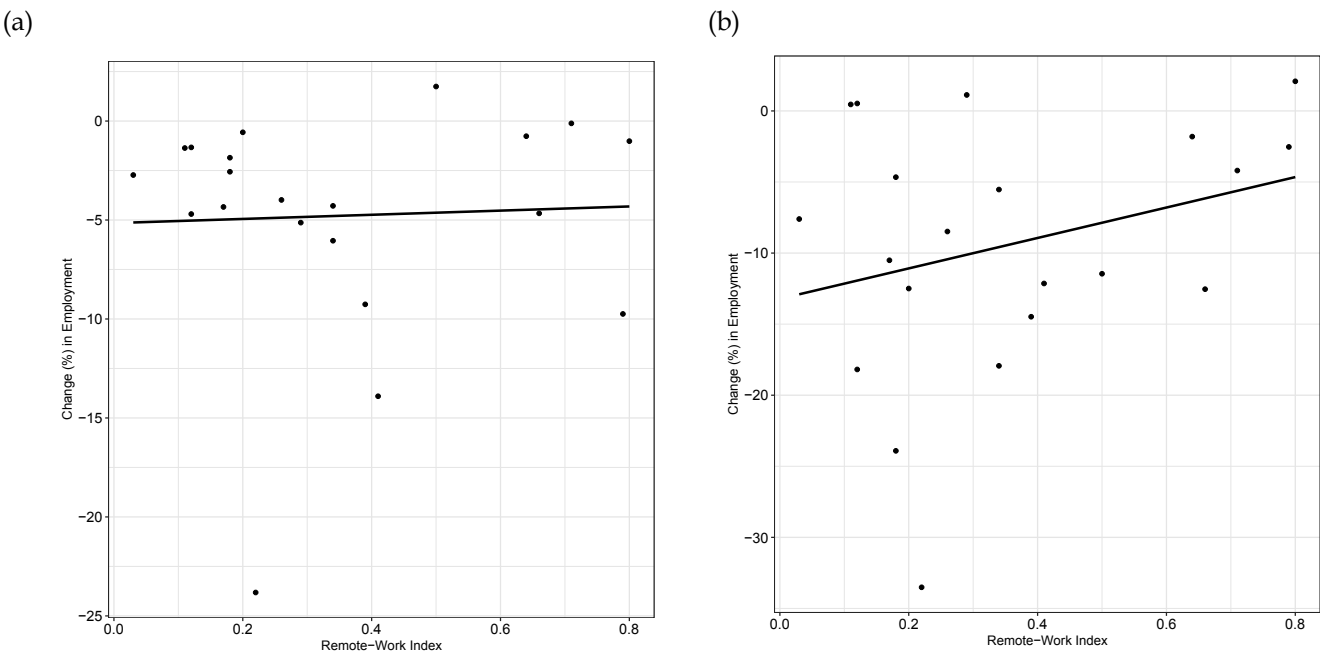 (a)
(b)
Change (%) in Employment
0
−5
−10
−15
−20
−25
0.0 0.2 0.4 0.6 0.8
Remote−Work Index
Change (%) in Employment
0
−10
−20
−30
0.0 0.2 0.4 0.6 0.8
Remote−Work Index